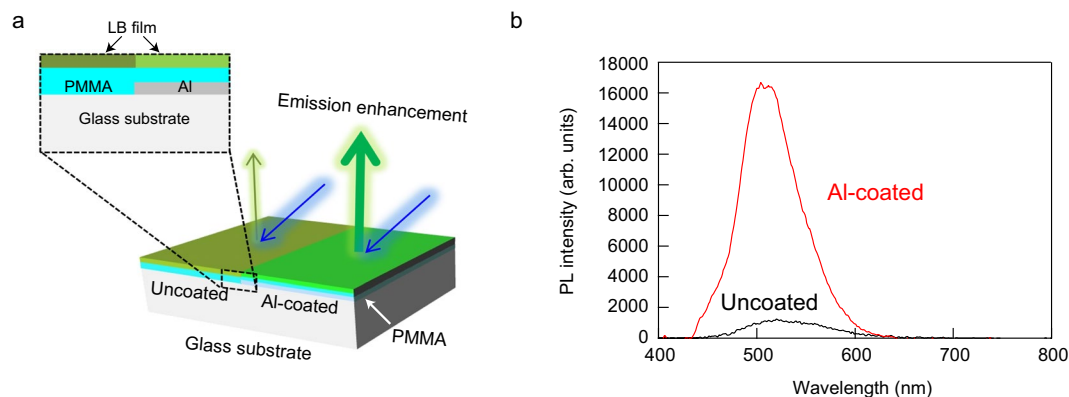 a
LB film
PMMA
Al
Glass substrate
Emission enhancement
Uncoated
Al-coated
PMMA
Glass substrate
b
18000
16000
14000
12000
10000
8000
6000
4000
2000
0
PL intensity (arb. units)
Al-coated
Uncoated
400
500
600
700
800
Wavelength (nm)